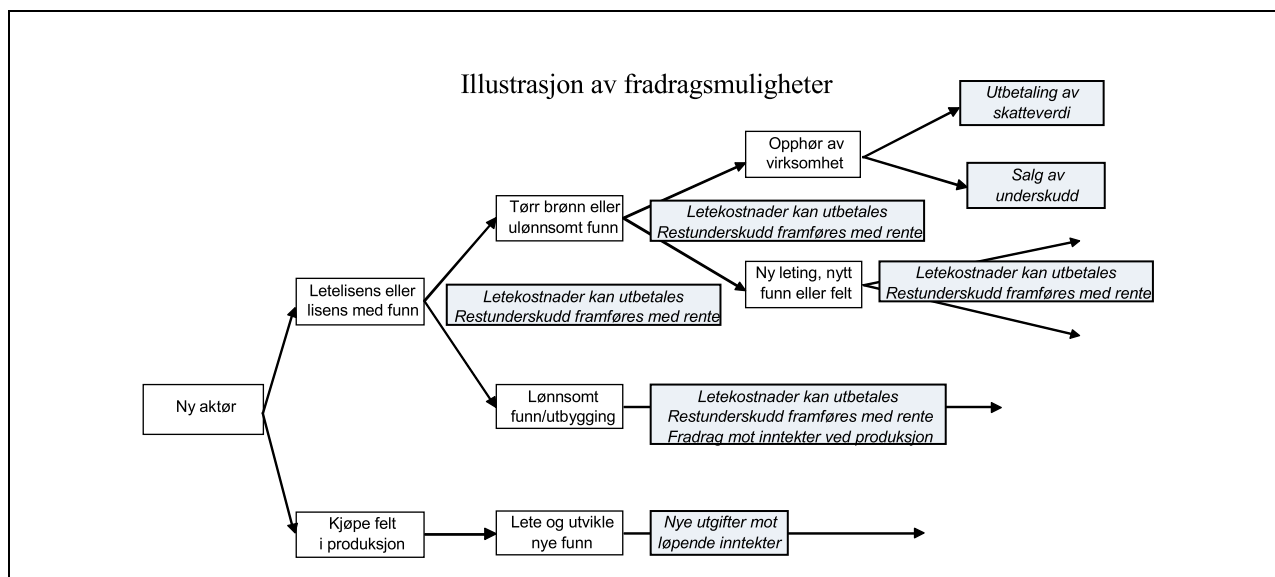 Illustrasjon av fradragsmuligheter
Utbetaling av
skatteverdi
Opphør av
virksomhet
Salg av
underskudd
Tørr brønn eller
ulønnsomt funn
Letekostnader kan utbetales
Restunderskudd framføres med rente
Ny leting, nytt
funn eller felt
Letekostnader kan utbetales
Restunderskudd framføres med rente
Letelisens eller
lisens med funn
Letekostnader kan utbetales
Restunderskudd framføres med rente
Ny aktør
Lønnsomt
funn/utbygging
Letekostnader kan utbetales
Restunderskudd framføres med rente
Fradrag mot inntekter ved produksjon
Kjøpe felt
i produksjon
Lete og utvikle
nye funn
Nye utgifter mot
løpende inntekter